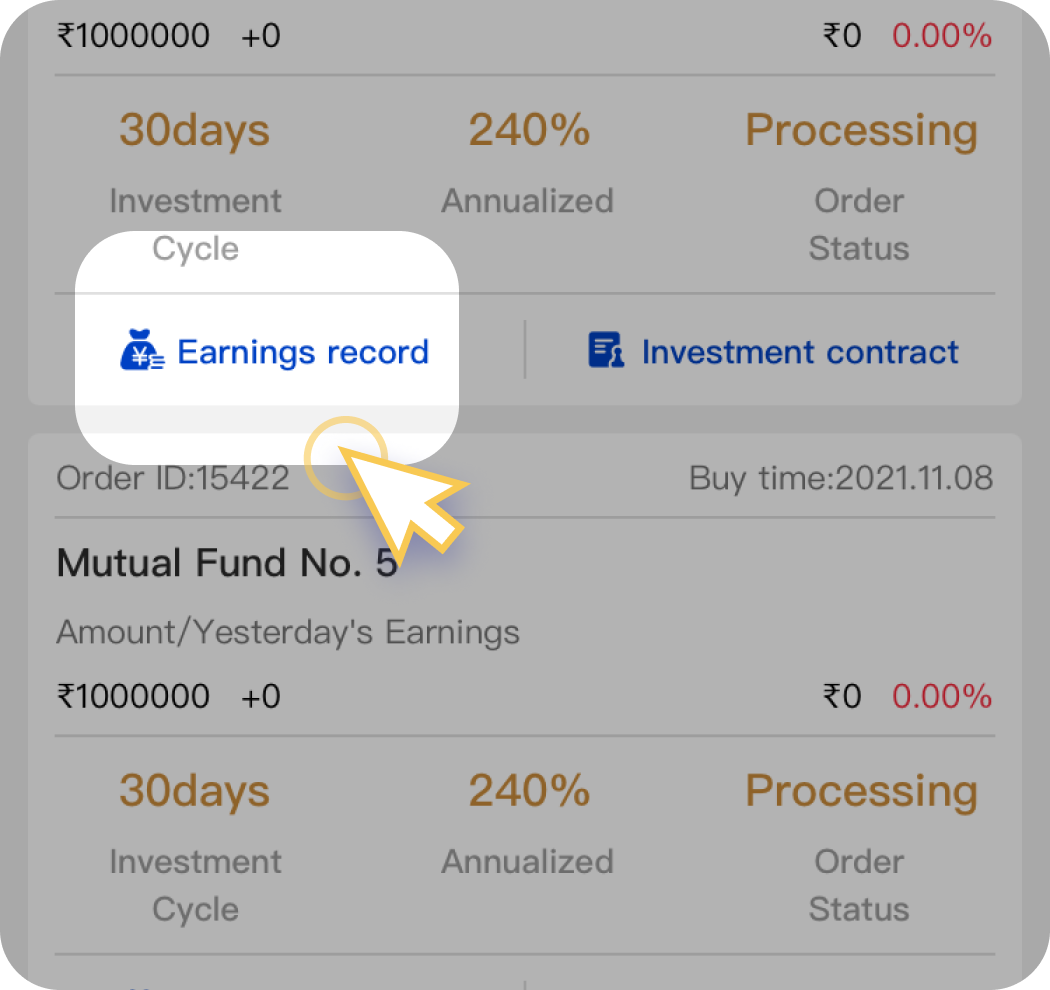 ₹1000000 +0 ₹0 0.00%
30days 240% Processing
Investment Annualized Order
Cycle Status
¥ Earnings record Investment contract
Order ID:15422 Buy time:2021.11.08
Mutual Fund No. 5
Amount/Yesterday's Earnings
₹1000000 +0 ₹0 0.00%
30days 240% Processing
Investment Annualized Order
Cycle Status